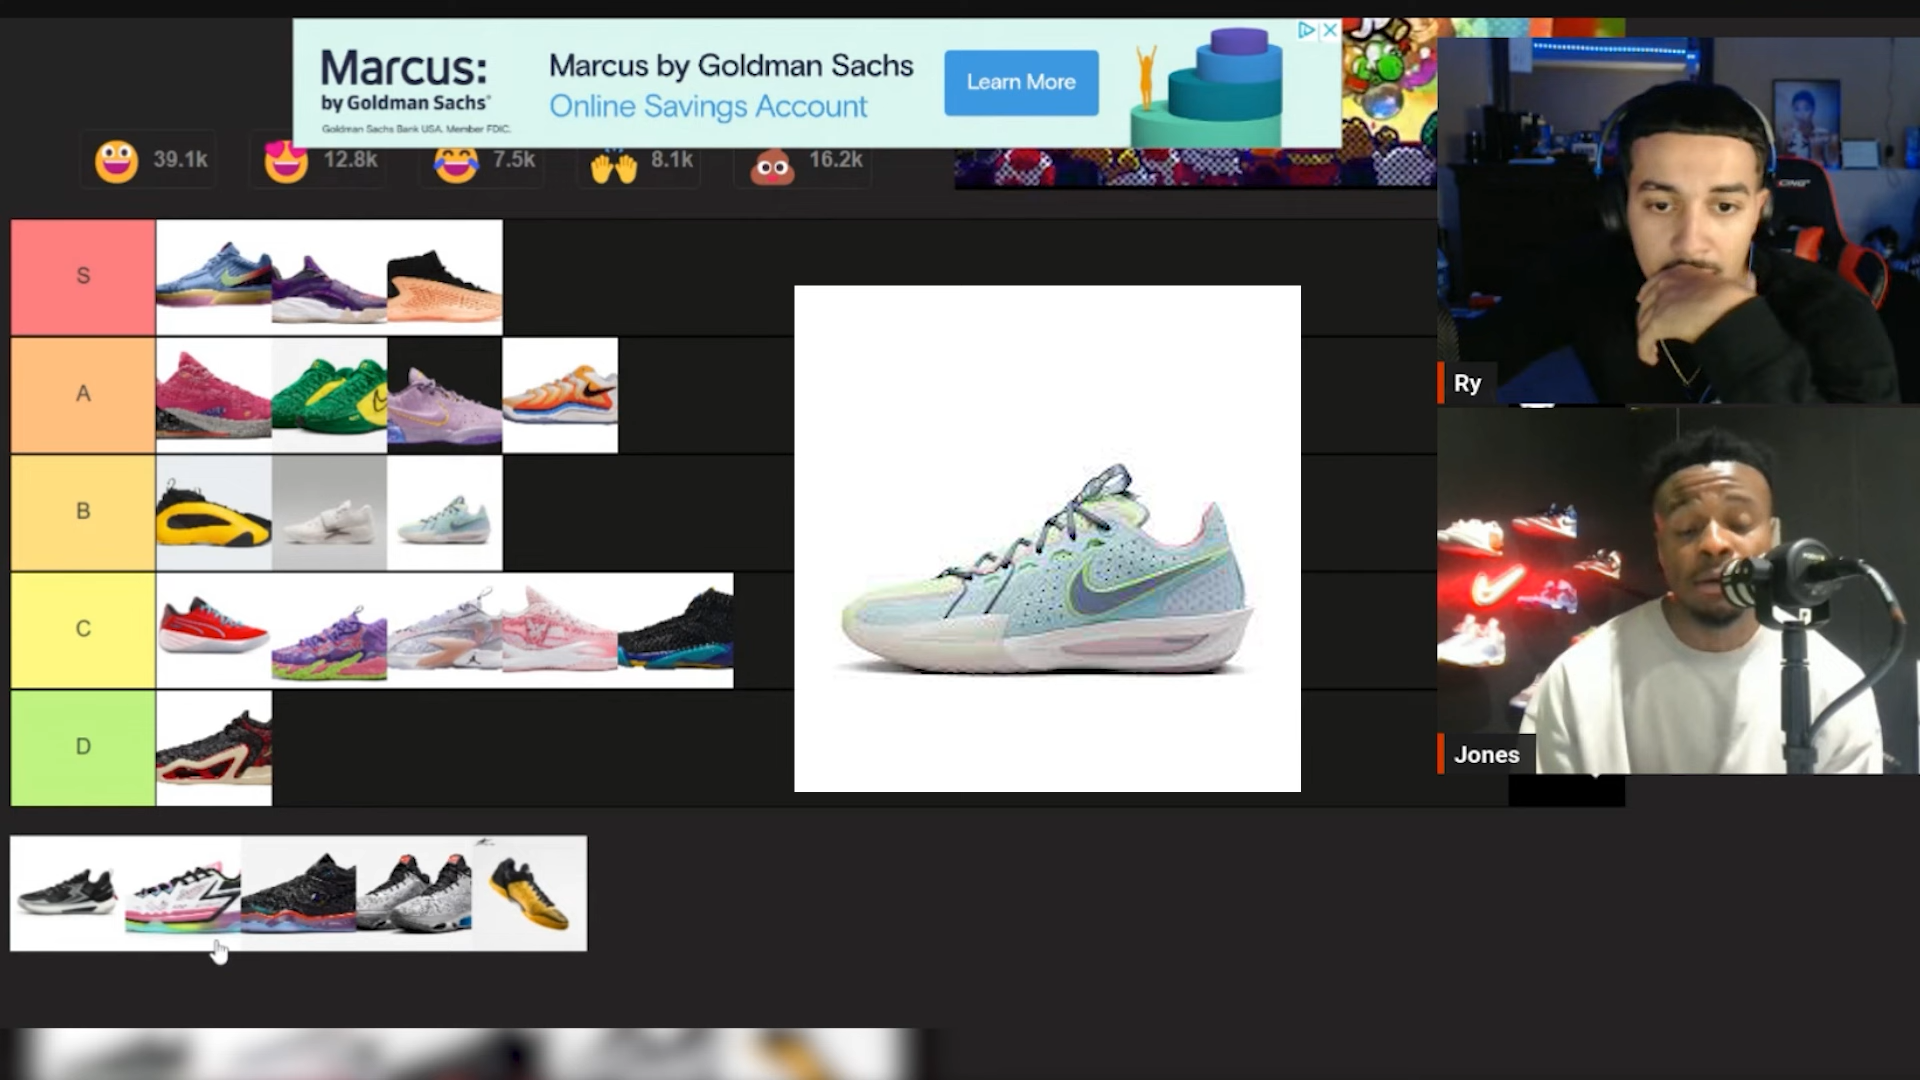 Marcus:
by Goldman Sachs
Goldman Sachs Bank USA. Member FDIC.
Marcus by Goldman Sachs
Online Savings Account
Learn More
39.1k
12.8k
7.5k
8.1k
16.2k
S
A
B
C
D
Ry
Jones